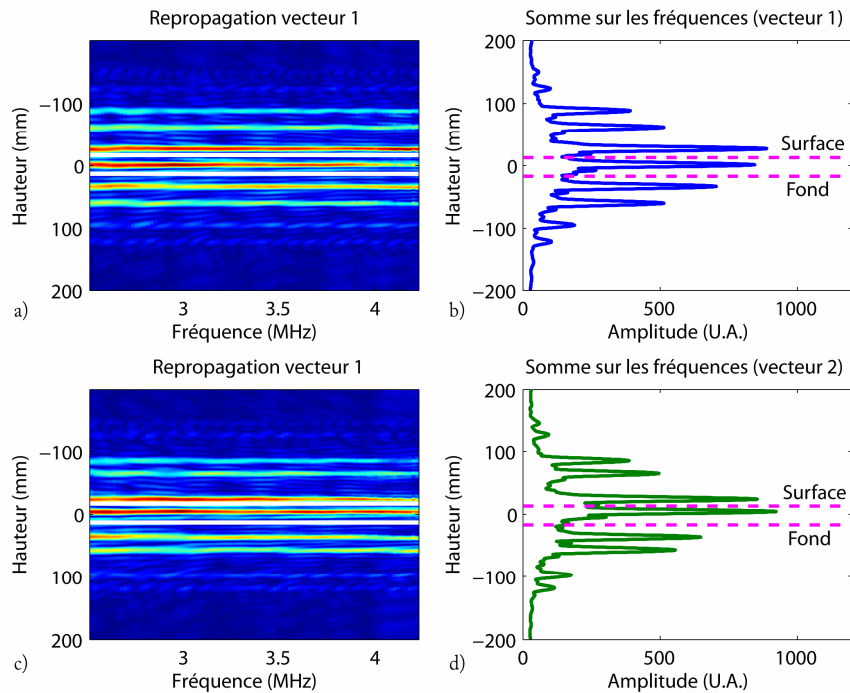 Repropagation vecteur 1
Hauteur (mm)
−100
0
100
200
3
3.5
4
Fréquence (MHz)
a)
Somme sur les fréquences (vecteur 1)
Hauteur (mm)
200
100
0
−100
−200
0
500
1000
Amplitude (U.A.)
Surface
Fond
b)
Repropagation vecteur 1
Hauteur (mm)
−100
0
100
200
3
3.5
4
Fréquence (MHz)
c)
Somme sur les fréquences (vecteur 2)
Hauteur (mm)
200
100
0
−100
−200
0
500
1000
Amplitude (U.A.)
Surface
Fond
d)